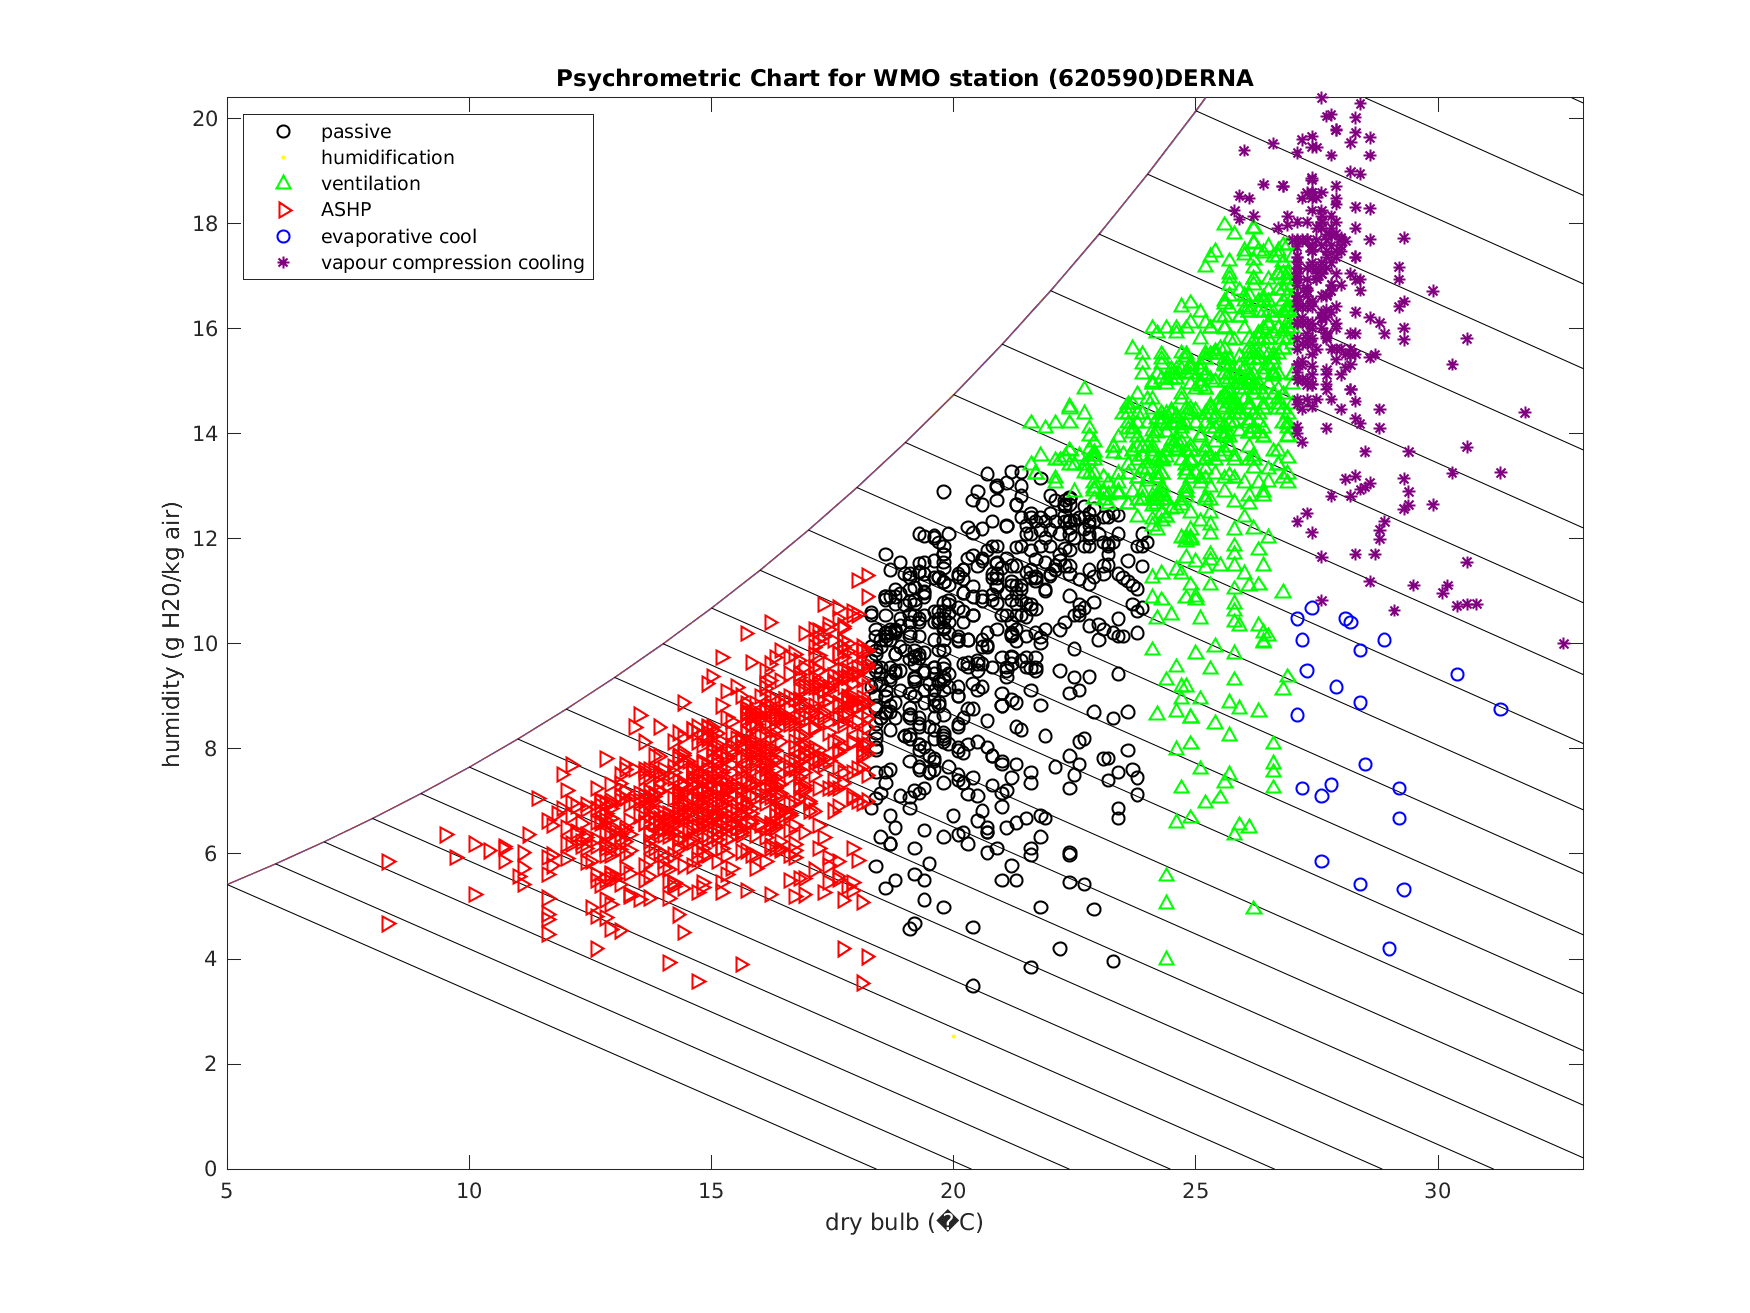 Psychrometric Chart for WMO station (620590)DERNA
passive
humidification
ventilation
ASHP
evaporative cool
vapour compression cooling
humidity (g H20/kg air)
20
18
16
14
12
10
8
6
4
2
0
5 10 15 20 25 30
dry bulb (�C)